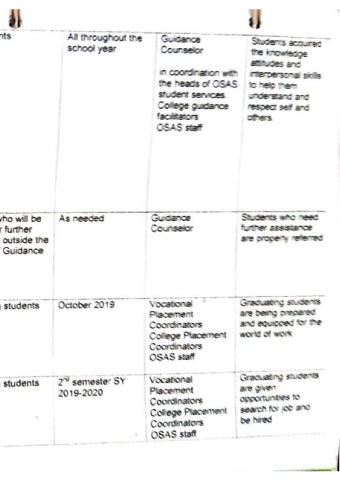 nts
All throughout the
school year
Guidance
Counselor
in coordination with
the heads of OSAS
student services.
College guidance
facilitators
OSAS staff
Students acquired
the knowledge
attitudes and
interpersonal skills
to help them
understand and
respect self and
others.
who will be
r further
outside the
Guidance
As needed
Guidance
Counselor
Students who need
further assistance
are properly referred
students
October 2019
Vocational
Placement
Coordinators
College Placement
Coordinators
OSAS staff
Graduating students
are being prepared
and equipped for the
world of work
students
2nd semester SY
2019-2020
Vocational
Placement
Coordinators
College Placement
Coordinators
OSAS staff
Graduating students
are given
opportunities to
search for job and
be hired